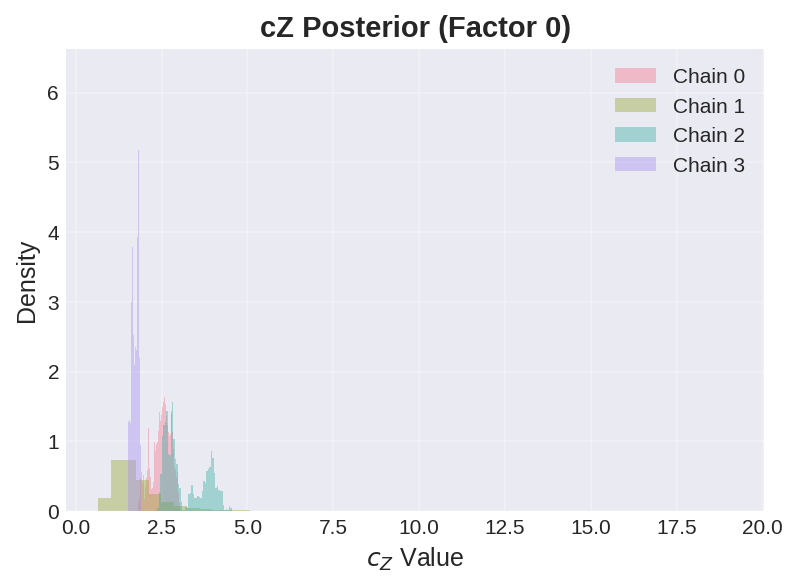 cZ Posterior (Factor 0)
Chain 0
Chain 1
Chain 2
Chain 3
Density
6
5
4
3
2
1
0
0.0 2.5 5.0 7.5 10.0 12.5 15.0 17.5 20.0
c_Z Value